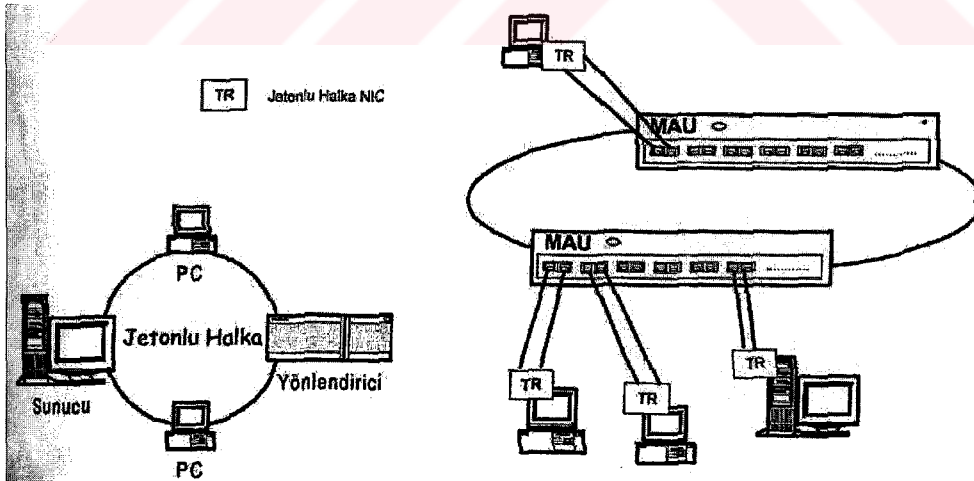 TR
TR Jetonlu Halka NIC
MAU
PC
MAU
Jetonlu Halka
Yönlendirici
Sunucu
TR
TR
TR
PC